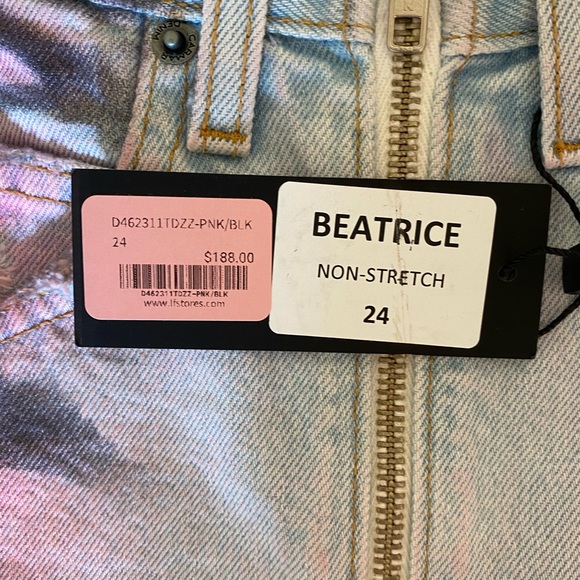 D462311TDZZ-PNK/BLK
24
$188.00
D462311TDZZ-PNK/BLK
www.lfstores.com
BEATRICE
NON-STRETCH
24